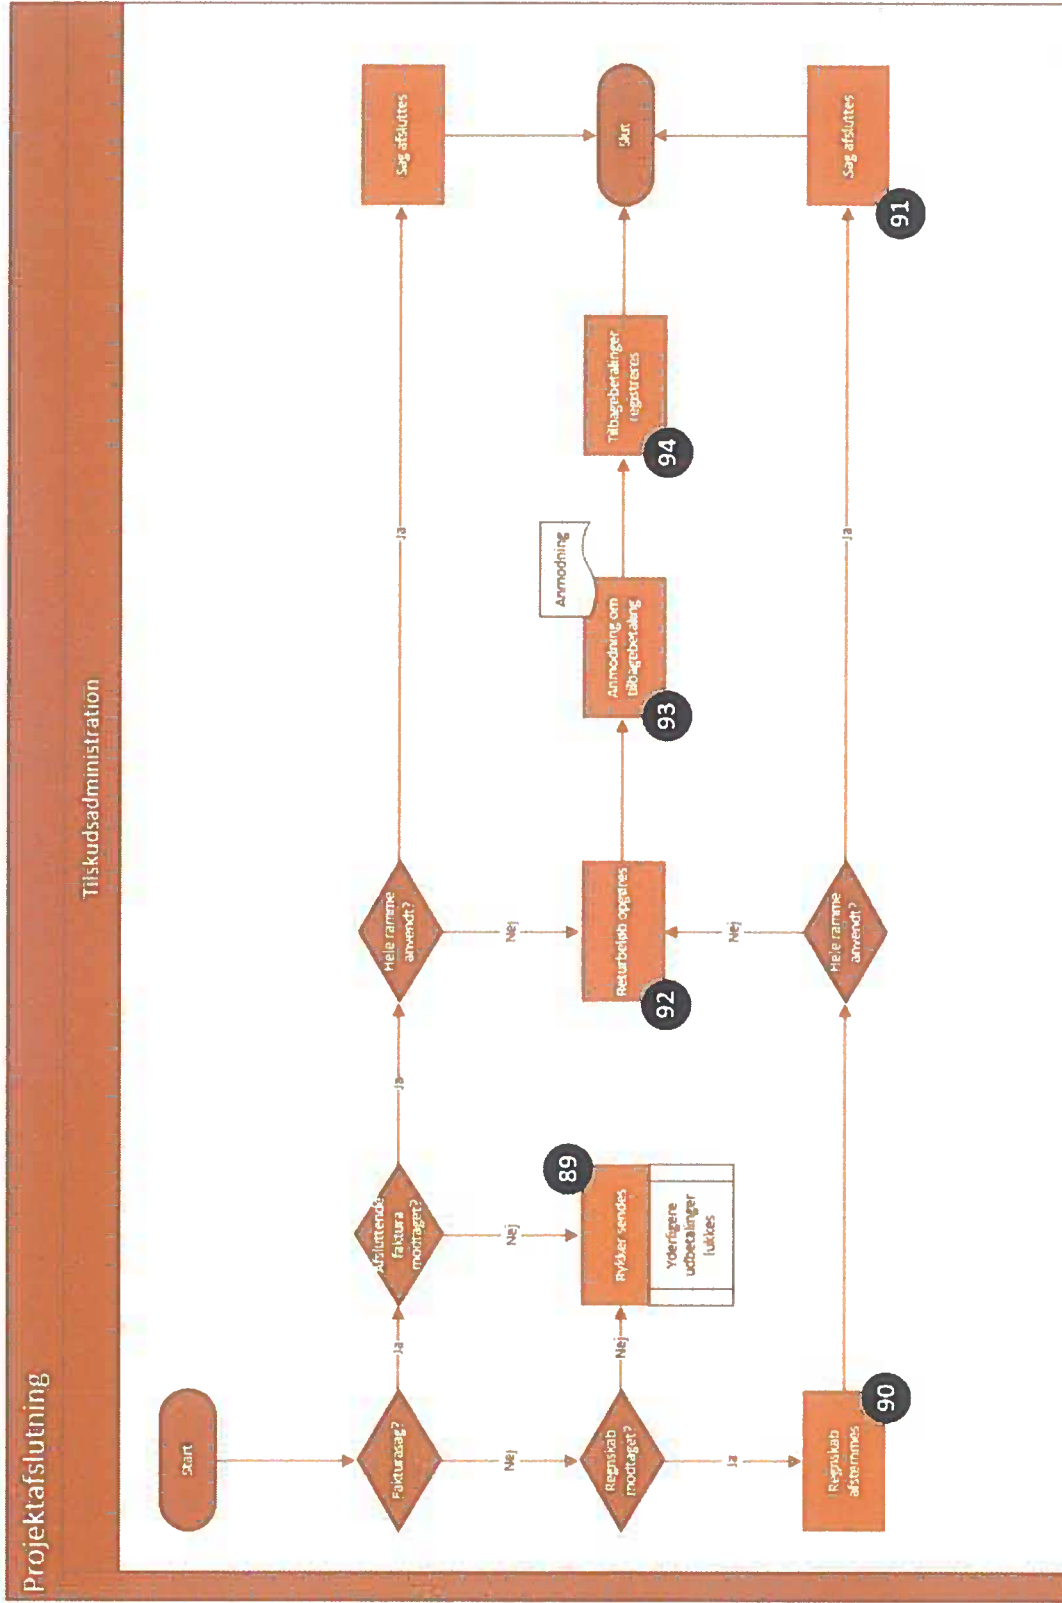 Projektafslutning
Tilskudsadministration
Start
Fakturasag?
Ja
Afsluttende
faktura
modtaget?
Ja
Hele ramme
anvendt?
Ja
Sag afsluttes
Nej
Nej
Nej
Regnskab
modtaget?
Nej
Rykker sendes
89
Yderligere
udbetalinger
lukkes
Returbeløb opgøres
92
Anmodning om
tilbagebetaling
Anmodning
93
Tilbagebetalinger
registreres
94
Slut
Ja
Nej
Regnskab
afstemmes
90
Hele ramme
anvendt?
Ja
Sag afsluttes
91